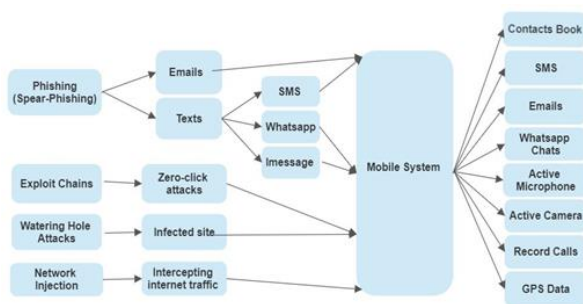 Phishing
(Spear-Phishing)
Emails
Texts
SMS
Whatsapp
Imessage
Exploit Chains
Zero-click
attacks
Watering Hole
Attacks
Infected site
Network
Injection
Intercepting
internet traffic
Mobile System
Contacts Book
SMS
Emails
Whatsapp
Chats
Active
Microphone
Active Camera
Record Calls
GPS Data